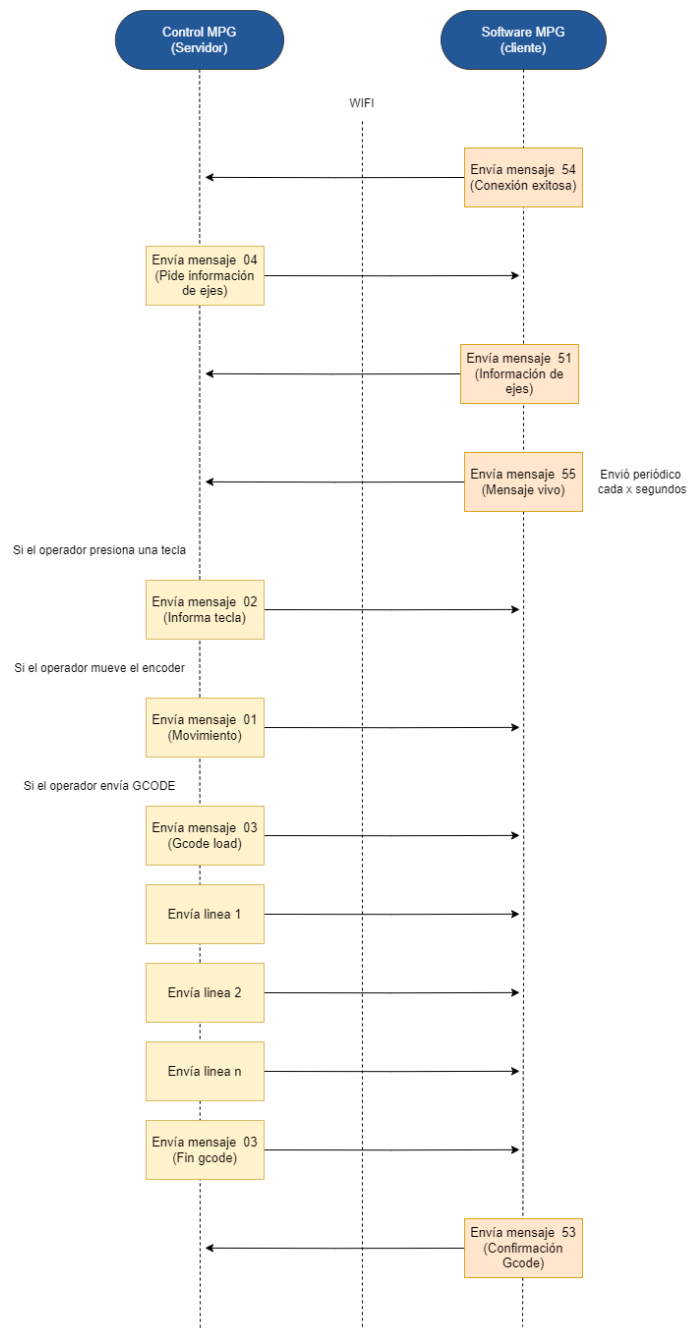 Control MPG
(Servidor)
Software MPG
(cliente)
WIFI
Envía mensaje 54
(Conexión exitosa)
Envía mensaje 04
(Pide información
de ejes)
Envía mensaje 51
(Información de
ejes)
Envía mensaje 55
(Mensaje vivo)
Envió periódico
cada x segundos
Si el operador presiona una tecla
Envía mensaje 02
(Informa tecla)
Si el operador mueve el encoder
Envía mensaje 01
(Movimiento)
Si el operador envía GCODE
Envía mensaje 03
(Gcode load)
Envía linea 1
Envía linea 2
Envía linea n
Envía mensaje 03
(Fin gcode)
Envía mensaje 53
(Confirmación
Gcode)